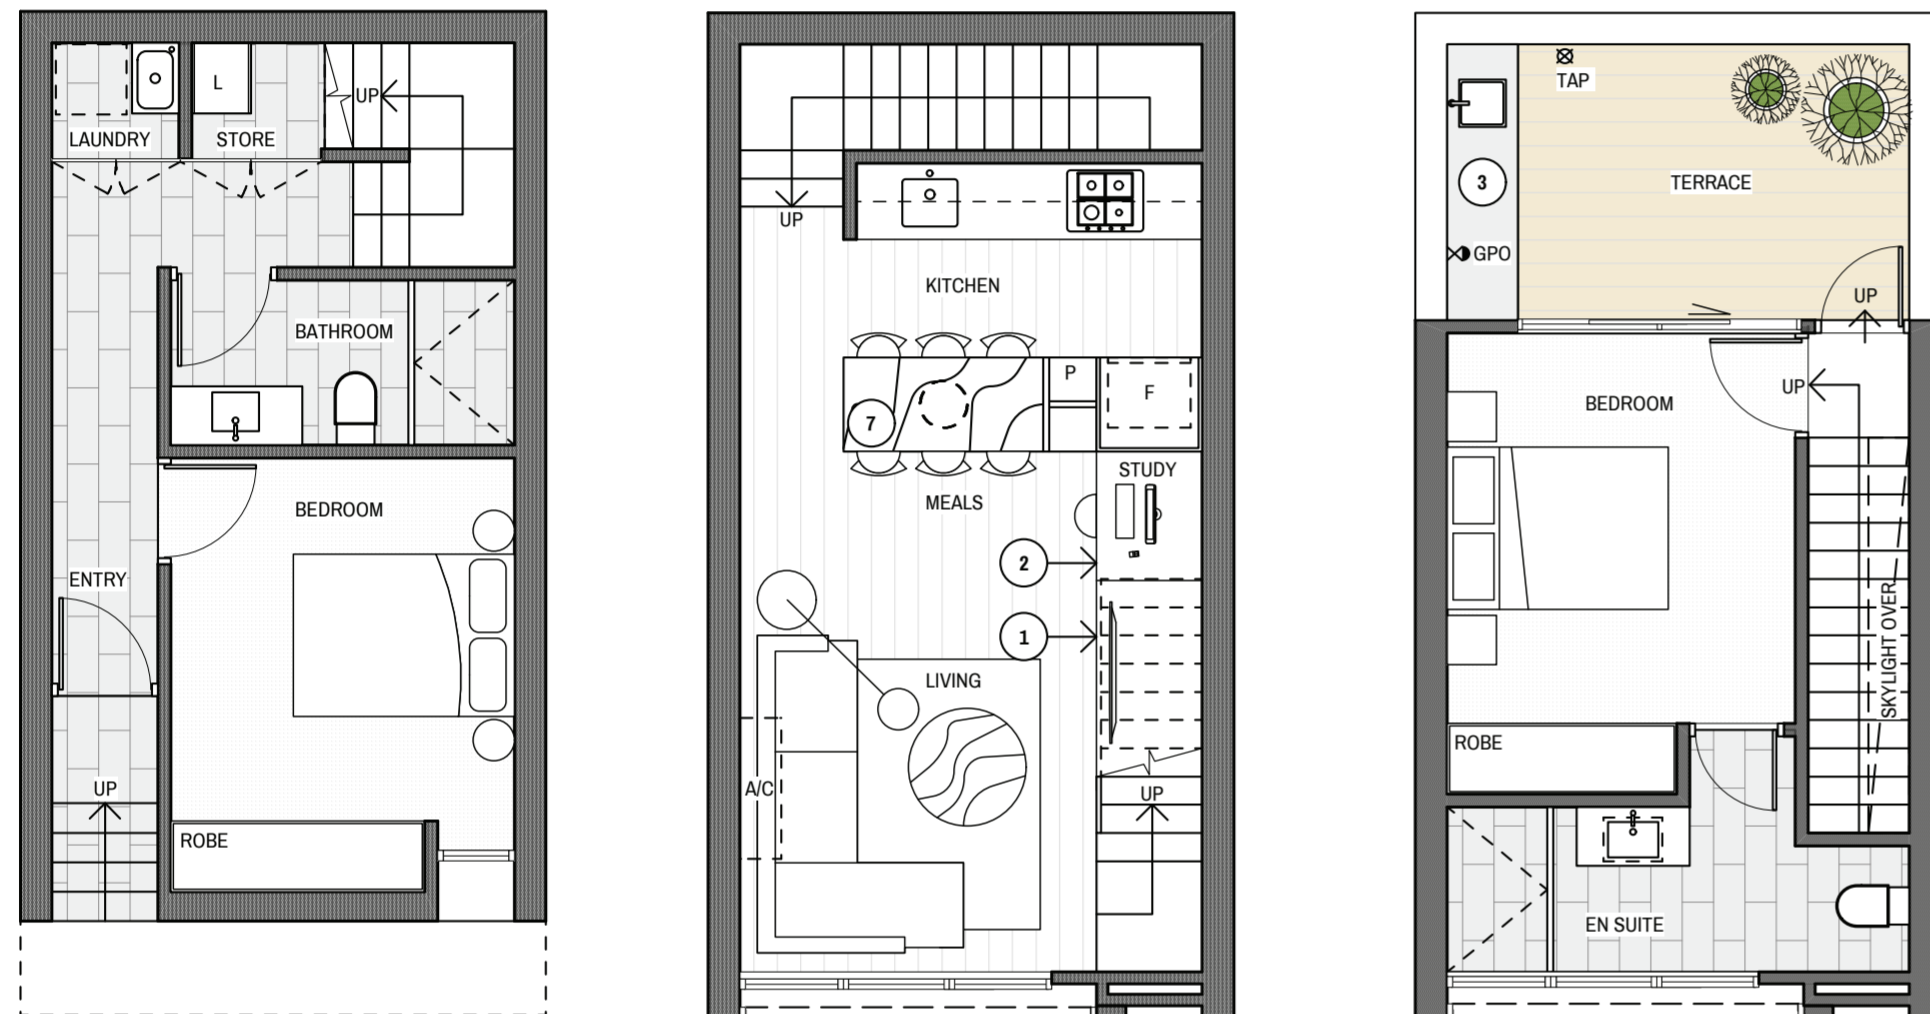 LAUNDRY
L
STORE
UP
BATHROOM
BEDROOM
ENTRY
UP
ROBE
UP
KITCHEN
P
F
7
STUDY
MEALS
2
1
LIVING
A/C
UP
TAP
3
TERRACE
GPO
UP
UP
BEDROOM
SKYLIGHT OVER
ROBE
EN SUITE